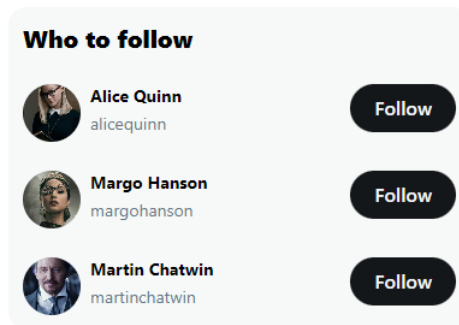 Who to follow
Alice Quinn
alicequinn
Follow
Margo Hanson
margohanson
Follow
Martin Chatwin
martinchatwin
Follow